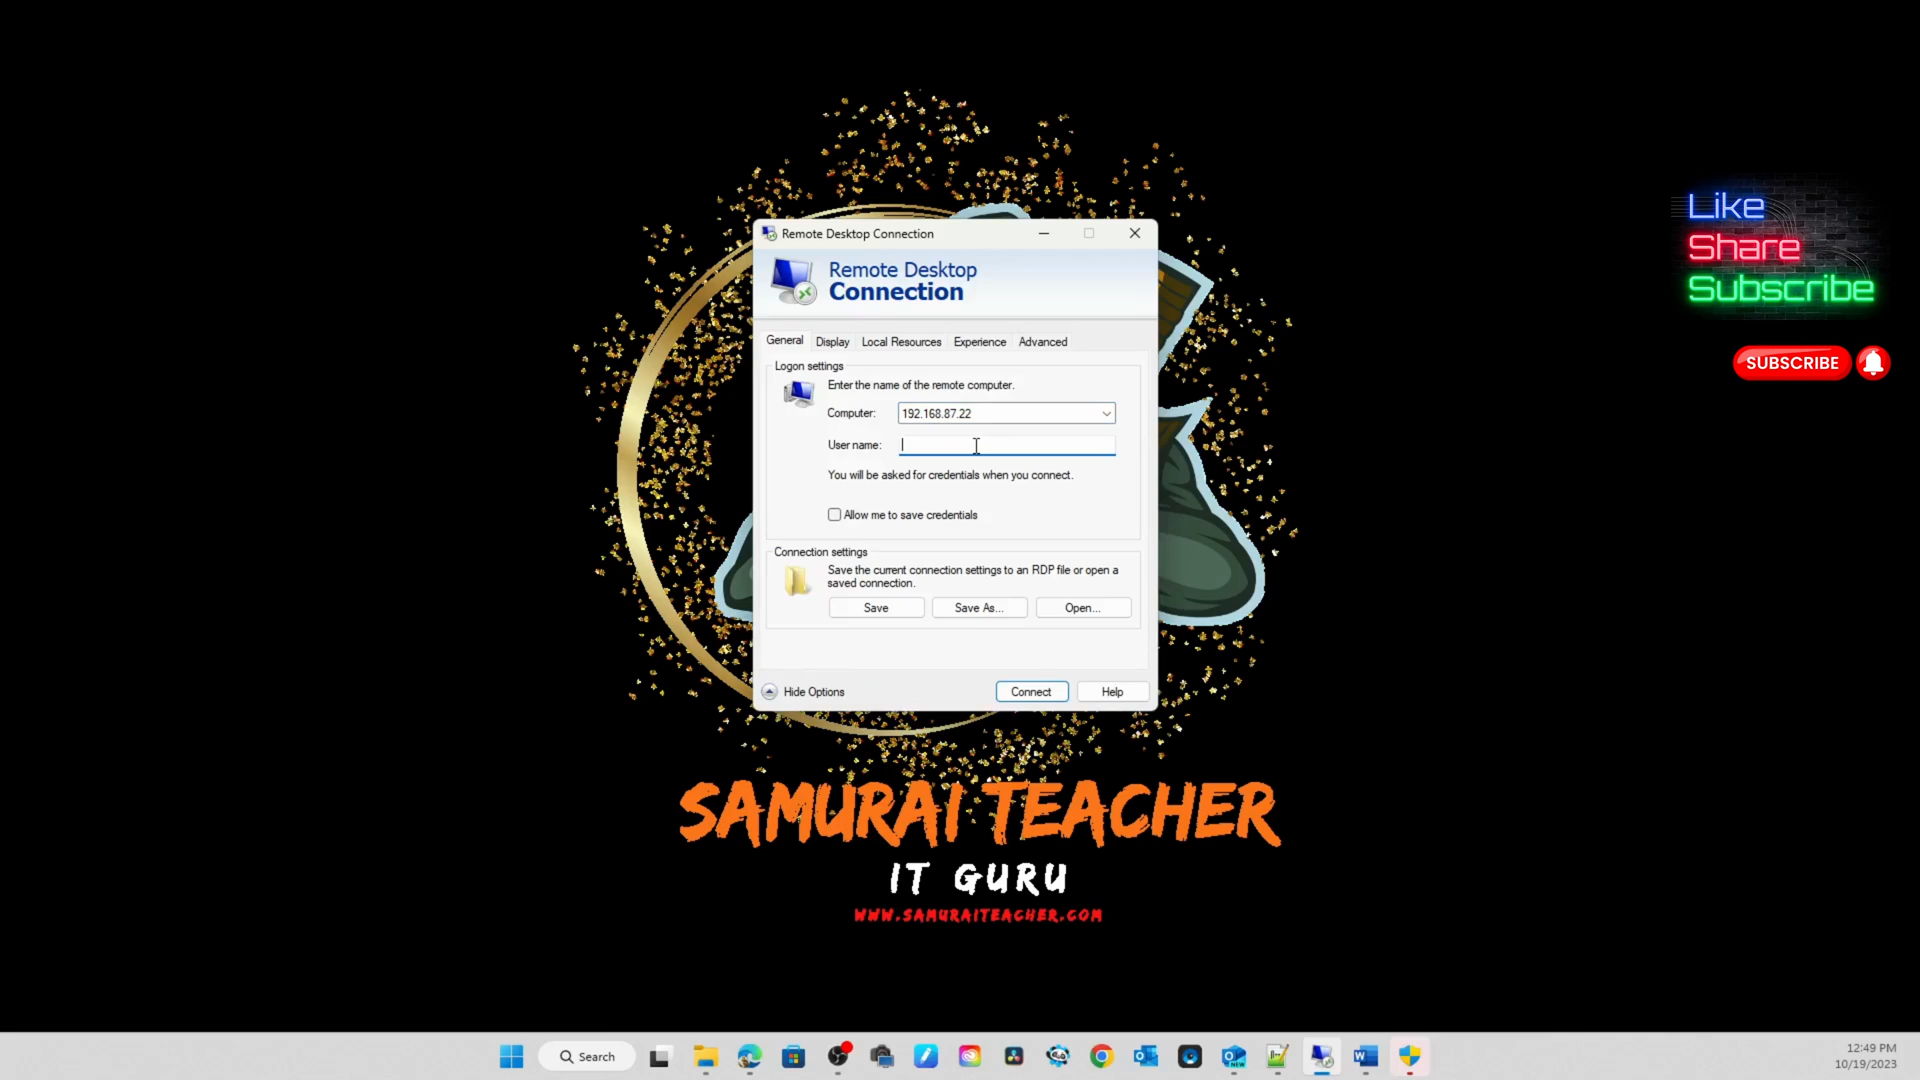 Like
Share
Subscribe
SUBSCRIBE
Remote Desktop Connection
Remote Desktop
Connection
General Display Local Resources Experience Advanced
Logon settings
Enter the name of the remote computer.
Computer: 192.168.87.22
User name:
You will be asked for credentials when you connect.
Allow me to save credentials
Connection settings
Save the current connection settings to an RDP file or open a
saved connection.
Save Save As... Open...
Hide Options Connect Help
SAMURAI TEACHER
IT GURU
WWW.SAMURAITEACHER.COM
Search
12:49 PM
10/19/2023